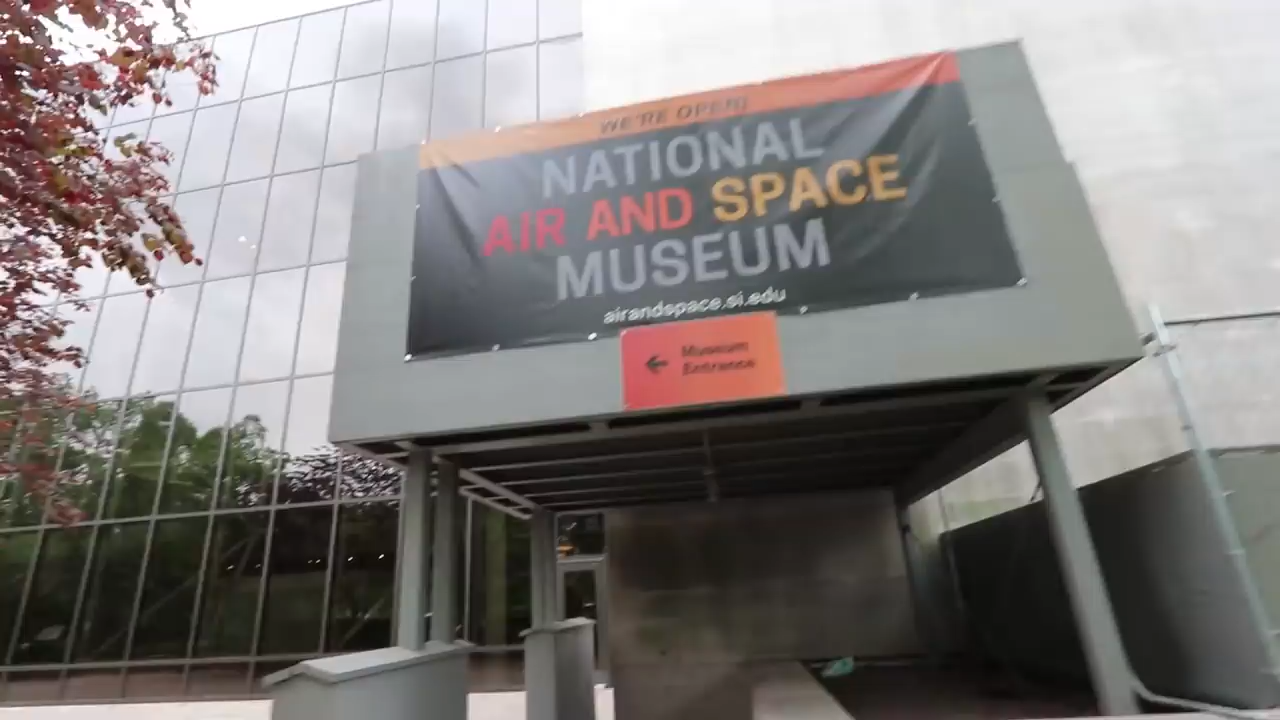 WE'RE OPEN!
NATIONAL
AIR AND SPACE
MUSEUM
airandspace.si.edu
Museum
Entrance